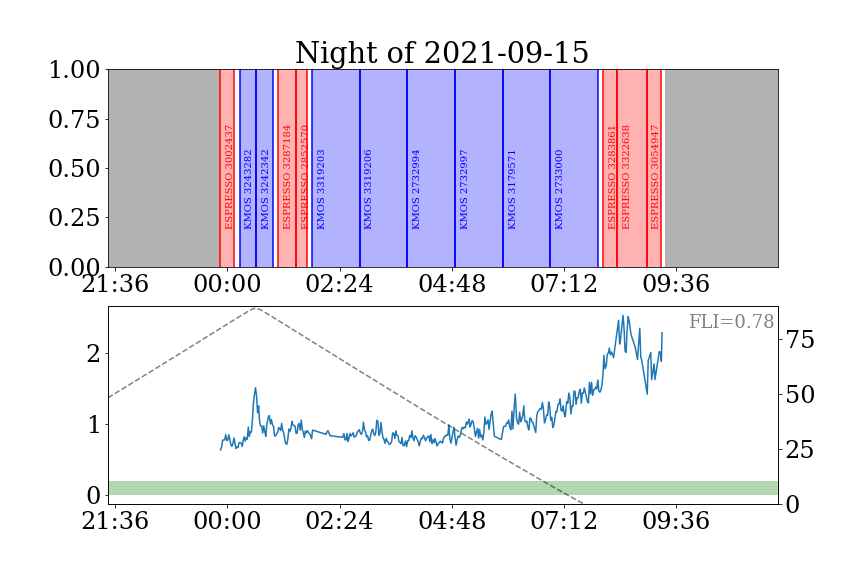 Night of 2021-09-15
1.00
0.75
0.50
0.25
0.00
ESPRESSO 3002437
KMOS 3243282
KMOS 3242342
ESPRESSO 3287184
ESPRESSO 2852570
KMOS 3319203
KMOS 3319206
KMOS 2732994
KMOS 2732997
KMOS 3179571
KMOS 2733000
ESPRESSO 3283861
ESPRESSO 3322638
ESPRESSO 3054947
21:36 00:00 02:24 04:48 07:12 09:36
FLI=0.78
2
1
0
75
50
25
0
21:36 00:00 02:24 04:48 07:12 09:36